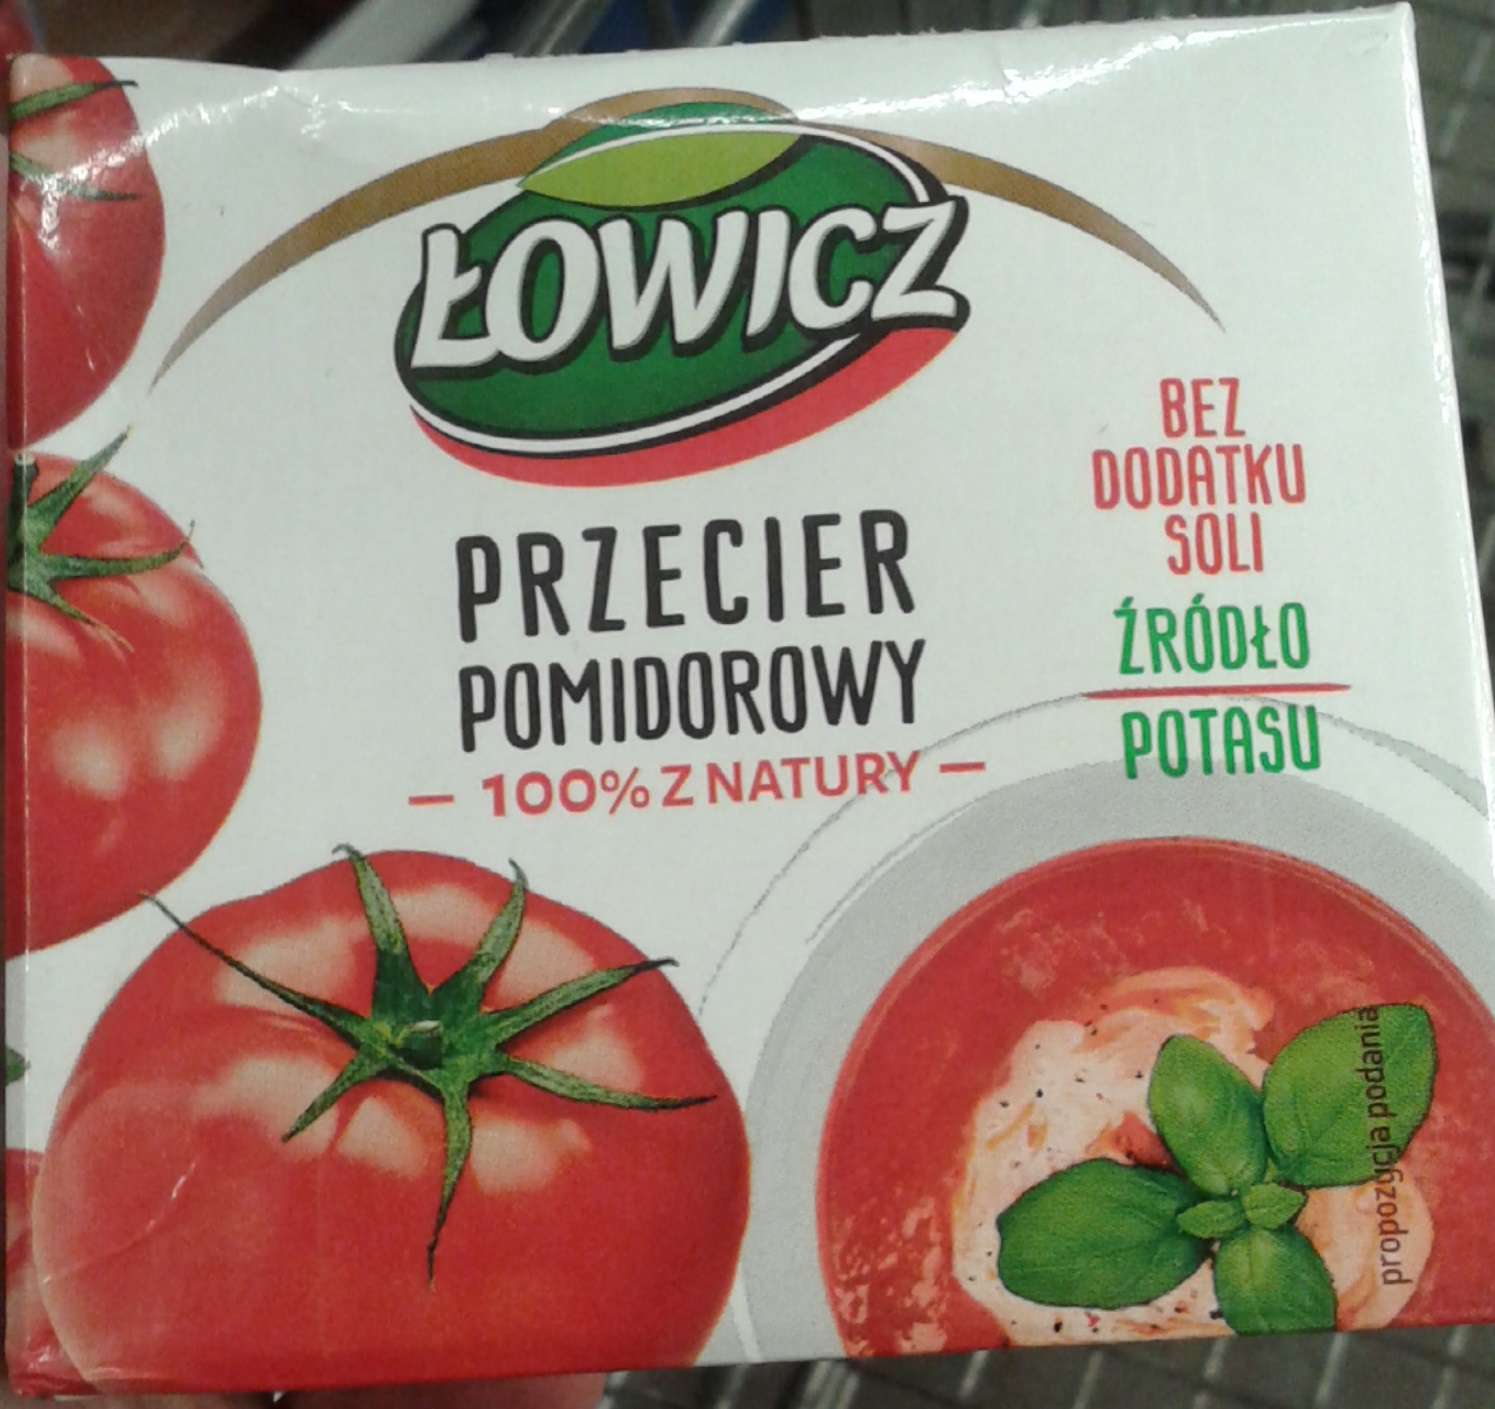 ŁOWICZ
PRZECIER
POMIDOROWY
— 100% Z NATURY —
BEZ
DODATKU
SOLI
ŹRÓDŁO
POTASU
propozycja podania